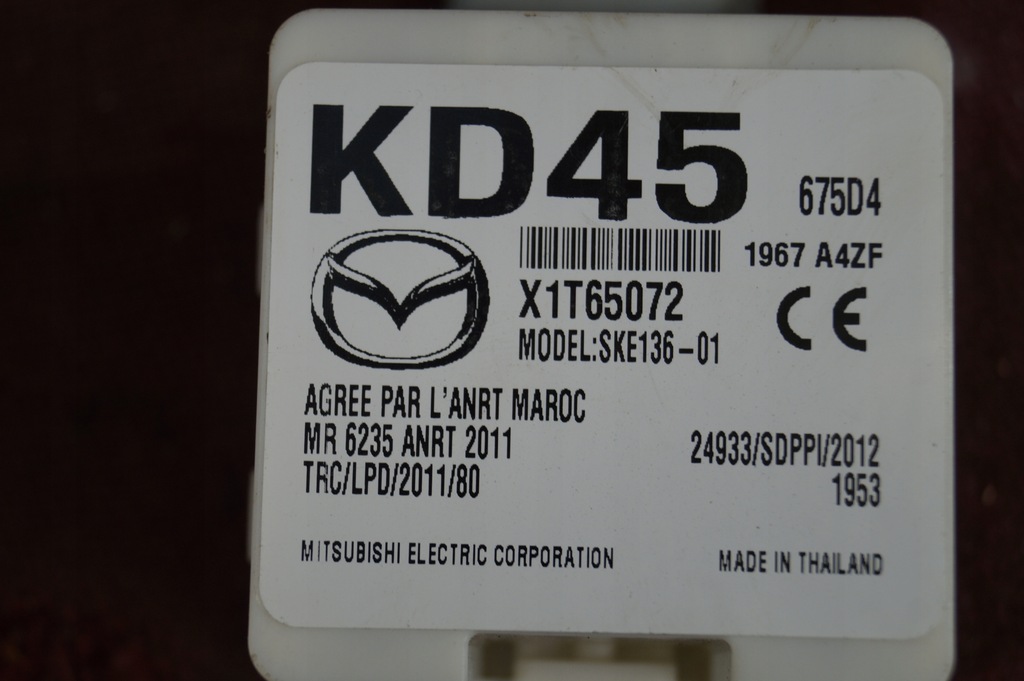 KD45
675D4
1967 A4ZF
X1T65072
CE
MODEL:SKE136-01
AGREE PAR L'ANRT MAROC
MR 6235 ANRT 2011
24933/SDPPI/2012
TRC/LPD/2011/80
1953
MITSUBISHI ELECTRIC CORPORATION
MADE IN THAILAND